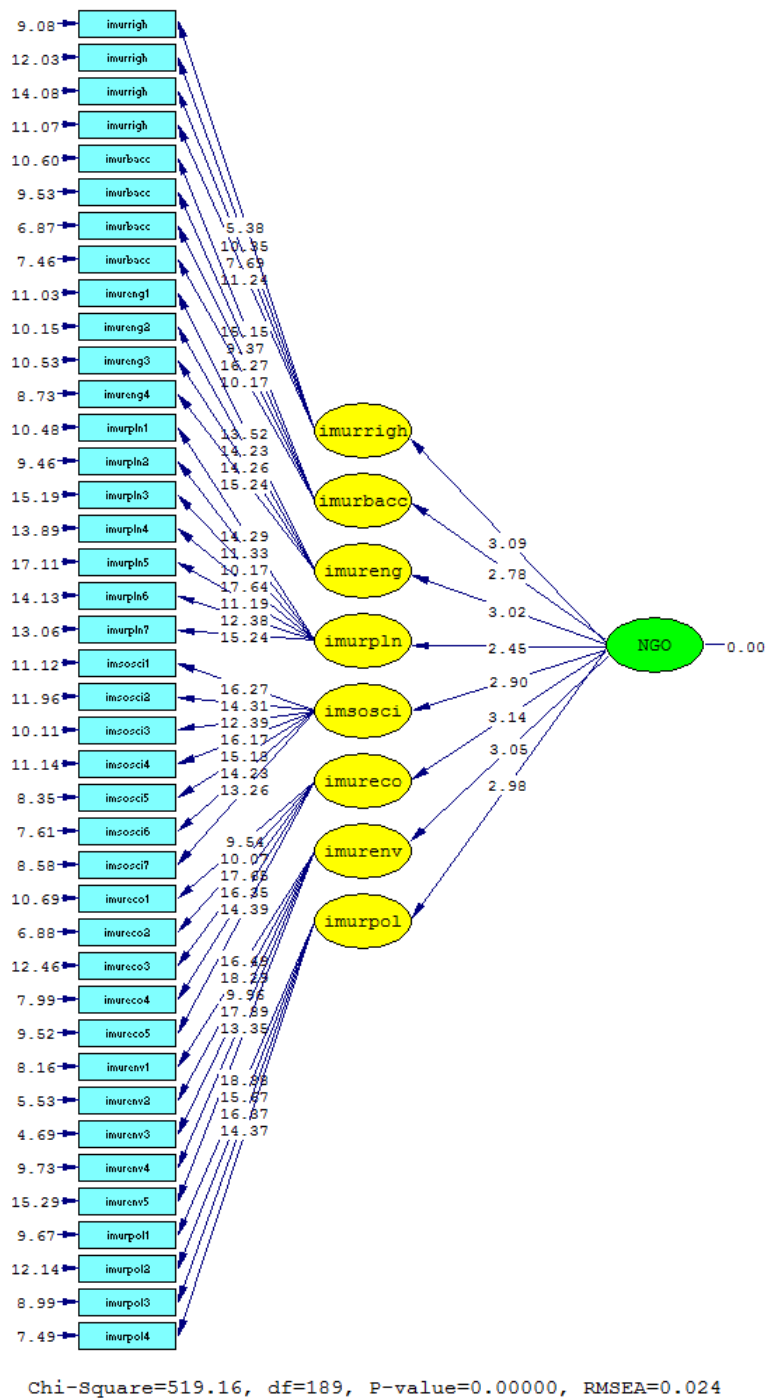 9.08 imurrigh
12.03 imurrigh
14.08 imurrigh
11.07 imurrigh
10.60 imurbacc
9.53 imurbacc
6.87 imurbacc
7.46 imurbacc
11.03 imureng1
10.15 imureng2
10.53 imureng3
8.73 imureng4
10.48 imurpln1
9.46 imurpln2
15.19 imurpln3
13.89 imurpln4
17.11 imurpln5
14.13 imurpln6
13.06 imurpln7
11.12 imsosci1
11.96 imsosci2
10.11 imsosci3
11.14 imsosci4
8.35 imsosci5
7.61 imsosci6
8.58 imsosci7
10.69 imureco1
6.88 imureco2
12.46 imureco3
7.99 imureco4
9.52 imureco5
8.16 imurenv1
5.53 imurenv2
4.69 imurenv3
9.73 imurenv4
15.29 imurenv5
9.67 imurpol1
12.14 imurpol2
8.99 imurpol3
7.49 imurpol4
5.38
10.35
7.69
11.24
15.15
9.37
16.27
10.17
13.52
14.23
14.26
15.24
14.29
11.33
10.17
17.64
11.19
12.38
15.24
16.27
14.31
12.39
16.17
15.18
14.23
13.26
9.54
10.07
16.35
14.39
16.49
18.29
9.96
17.89
13.35
15.67
16.37
14.37
imurrigh
imurbacc
imureng
imurpln
imsosci
imureco
imurenv
imurpol
3.09
2.78
3.02
2.45
2.90
3.14
3.05
2.98
NGO
0.00
Chi-Square=519.16, df=189, P-value=0.00000, RMSEA=0.024